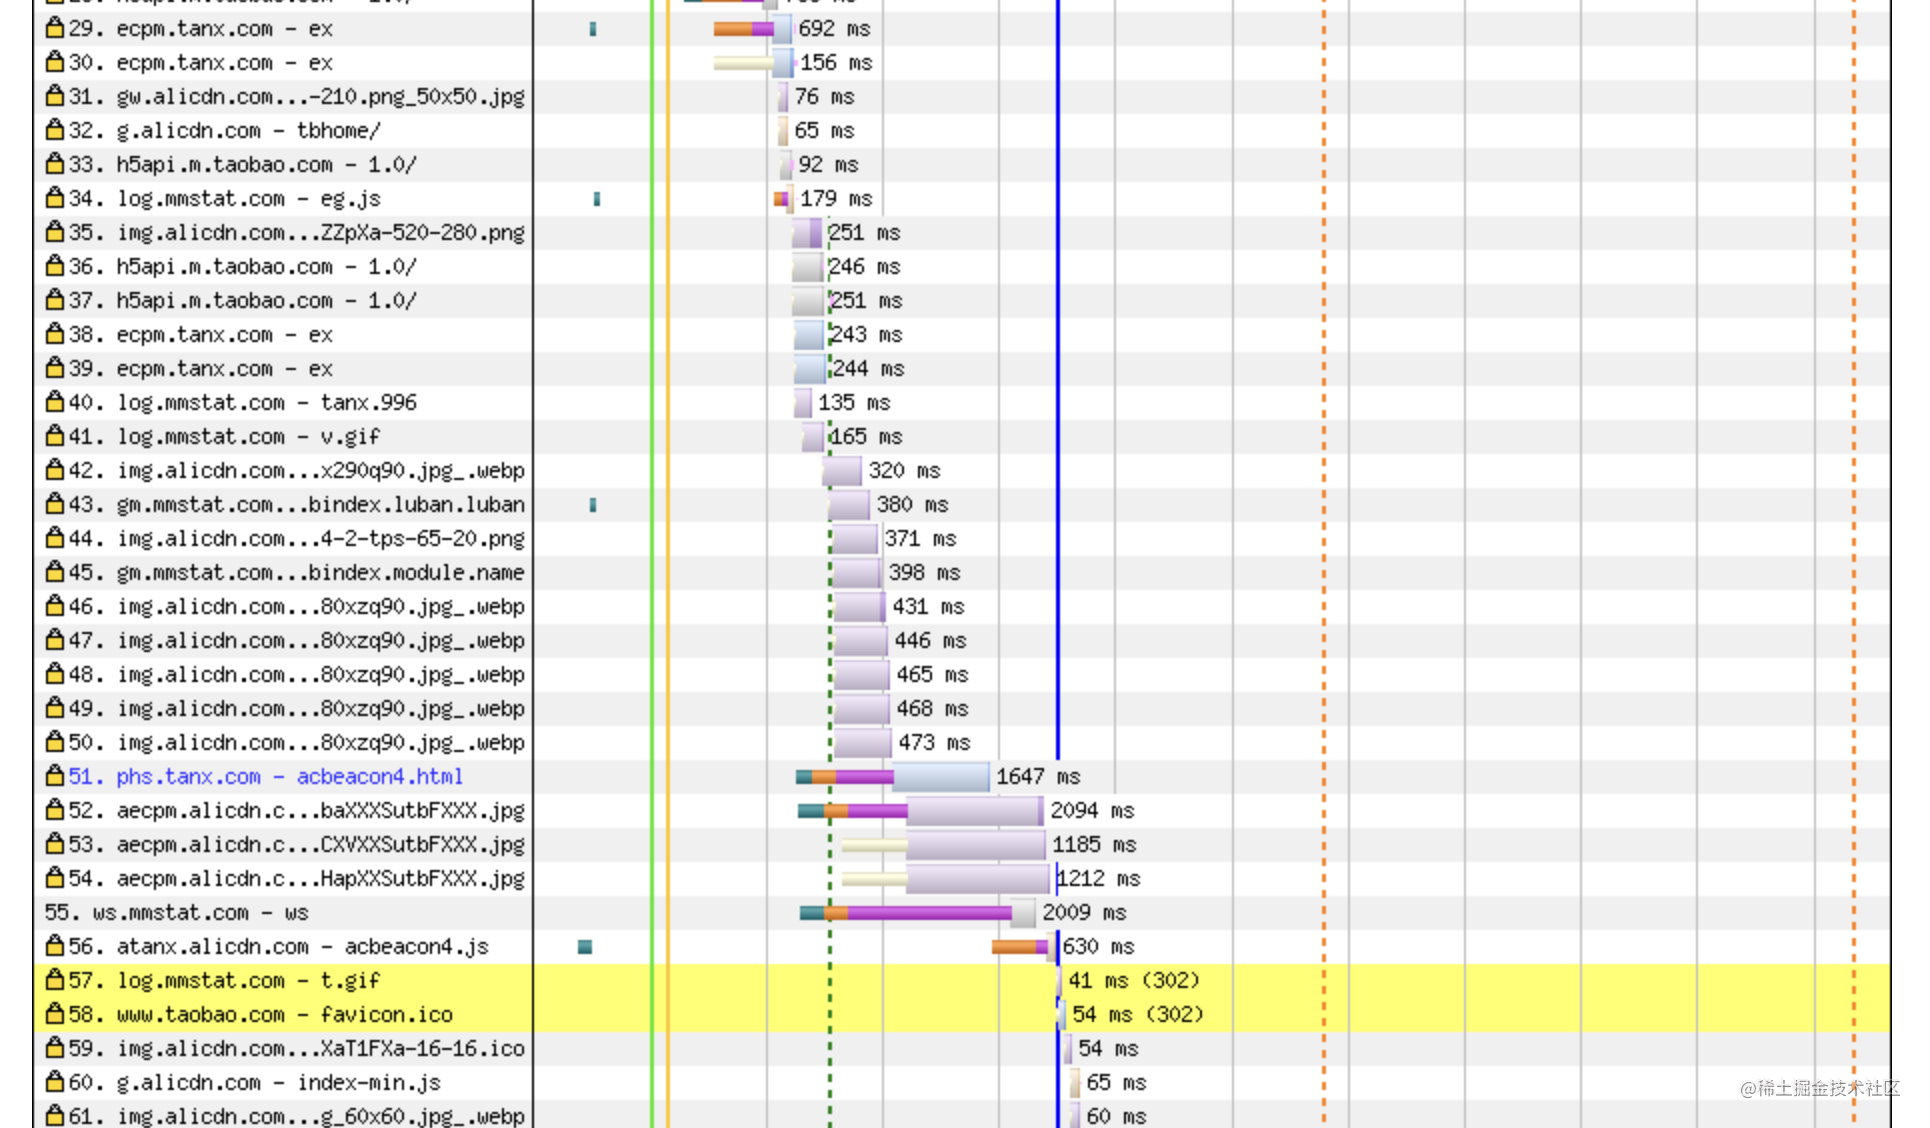 29. ecpm.tanx.com - ex 692 ms
30. ecpm.tanx.com - ex 156 ms
31. gw.alicdn.com...-210.png_50x50.jpg 76 ms
32. g.alicdn.com - tbhome/ 65 ms
33. h5api.m.taobao.com - 1.0/ 92 ms
34. log.mmstat.com - eg.js 179 ms
35. img.alicdn.com...ZZpXa-520-280.png 251 ms
36. h5api.m.taobao.com - 1.0/ 246 ms
37. h5api.m.taobao.com - 1.0/ 251 ms
38. ecpm.tanx.com - ex 243 ms
39. ecpm.tanx.com - ex 244 ms
40. log.mmstat.com - tanx.996 135 ms
41. log.mmstat.com - v.gif 165 ms
42. img.alicdn.com...x290q90.jpg_.webp 320 ms
43. gm.mmstat.com...bindex.luban.luban 380 ms
44. img.alicdn.com...4-2-tps-65-20.png 371 ms
45. gm.mmstat.com...bindex.module.name 398 ms
46. img.alicdn.com...80xzq90.jpg_.webp 431 ms
47. img.alicdn.com...80xzq90.jpg_.webp 446 ms
48. img.alicdn.com...80xzq90.jpg_.webp 465 ms
49. img.alicdn.com...80xzq90.jpg_.webp 468 ms
50. img.alicdn.com...80xzq90.jpg_.webp 473 ms
51. phs.tanx.com - acbeacon4.html 1647 ms
52. aecpm.alicdn.c...baXXXSutbFXXX.jpg 2094 ms
53. aecpm.alicdn.c...CXVXXSutbFXXX.jpg 1185 ms
54. aecpm.alicdn.c...HapXXSutbFXXX.jpg 1212 ms
55. ws.mmstat.com - ws 2009 ms
56. atanx.alicdn.com - acbeacon4.js 630 ms
57. log.mmstat.com - t.gif 41 ms (302)
58. www.taobao.com - favicon.ico 54 ms (302)
59. img.alicdn.com...XaT1FXa-16-16.ico 54 ms
60. g.alicdn.com - index-min.js 65 ms
61. img.alicdn.com...g_60x60.jpg_.webp 60 ms
@稀土掘金技术社区